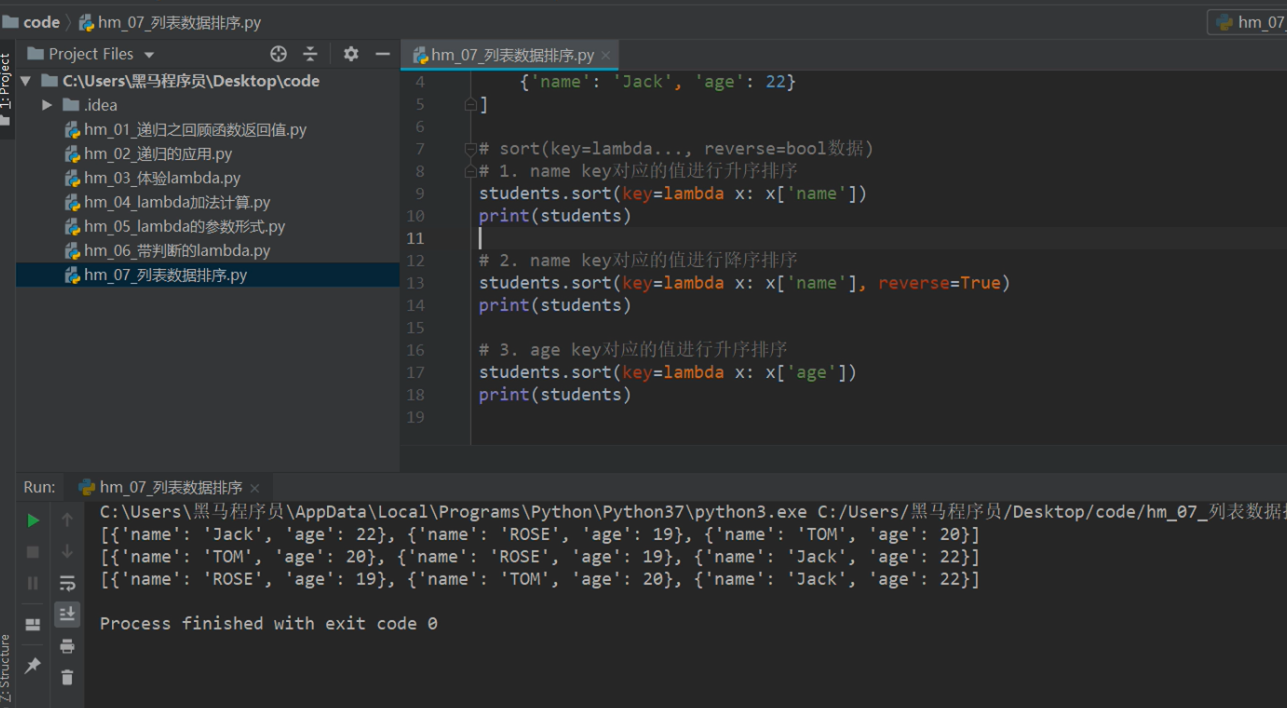 code 〉 hm_07_列表数据排序.py
hm_07_
1: Project
Project Files
hm_07_列表数据排序.py ×
C:\Users\黑马程序员\Desktop\code
.idea
hm_01_递归之回顾函数返回值.py
hm_02_递归的应用.py
hm_03_体验lambda.py
hm_04_lambda加法计算.py
hm_05_lambda的参数形式.py
hm_06_带判断的lambda.py
hm_07_列表数据排序.py
4 {'name': 'Jack', 'age': 22}
5 ]
6
7 # sort(key=lambda..., reverse=bool数据)
8 # 1. name key对应的值进行升序排序
9 students.sort(key=lambda x: x['name'])
10 print(students)
11
12 # 2. name key对应的值进行降序排序
13 students.sort(key=lambda x: x['name'], reverse=True)
14 print(students)
15
16 # 3. age key对应的值进行升序排序
17 students.sort(key=lambda x: x['age'])
18 print(students)
19
Run: hm_07_列表数据排序 ×
C:\Users\黑马程序员\AppData\Local\Programs\Python\Python37\python3.exe C:/Users/黑马程序员/Desktop/code/hm_07_列表数据
[{'name': 'Jack', 'age': 22}, {'name': 'ROSE', 'age': 19}, {'name': 'TOM', 'age': 20}]
[{'name': 'TOM', 'age': 20}, {'name': 'ROSE', 'age': 19}, {'name': 'Jack', 'age': 22}]
[{'name': 'ROSE', 'age': 19}, {'name': 'TOM', 'age': 20}, {'name': 'Jack', 'age': 22}]
Process finished with exit code 0
Z: Structure